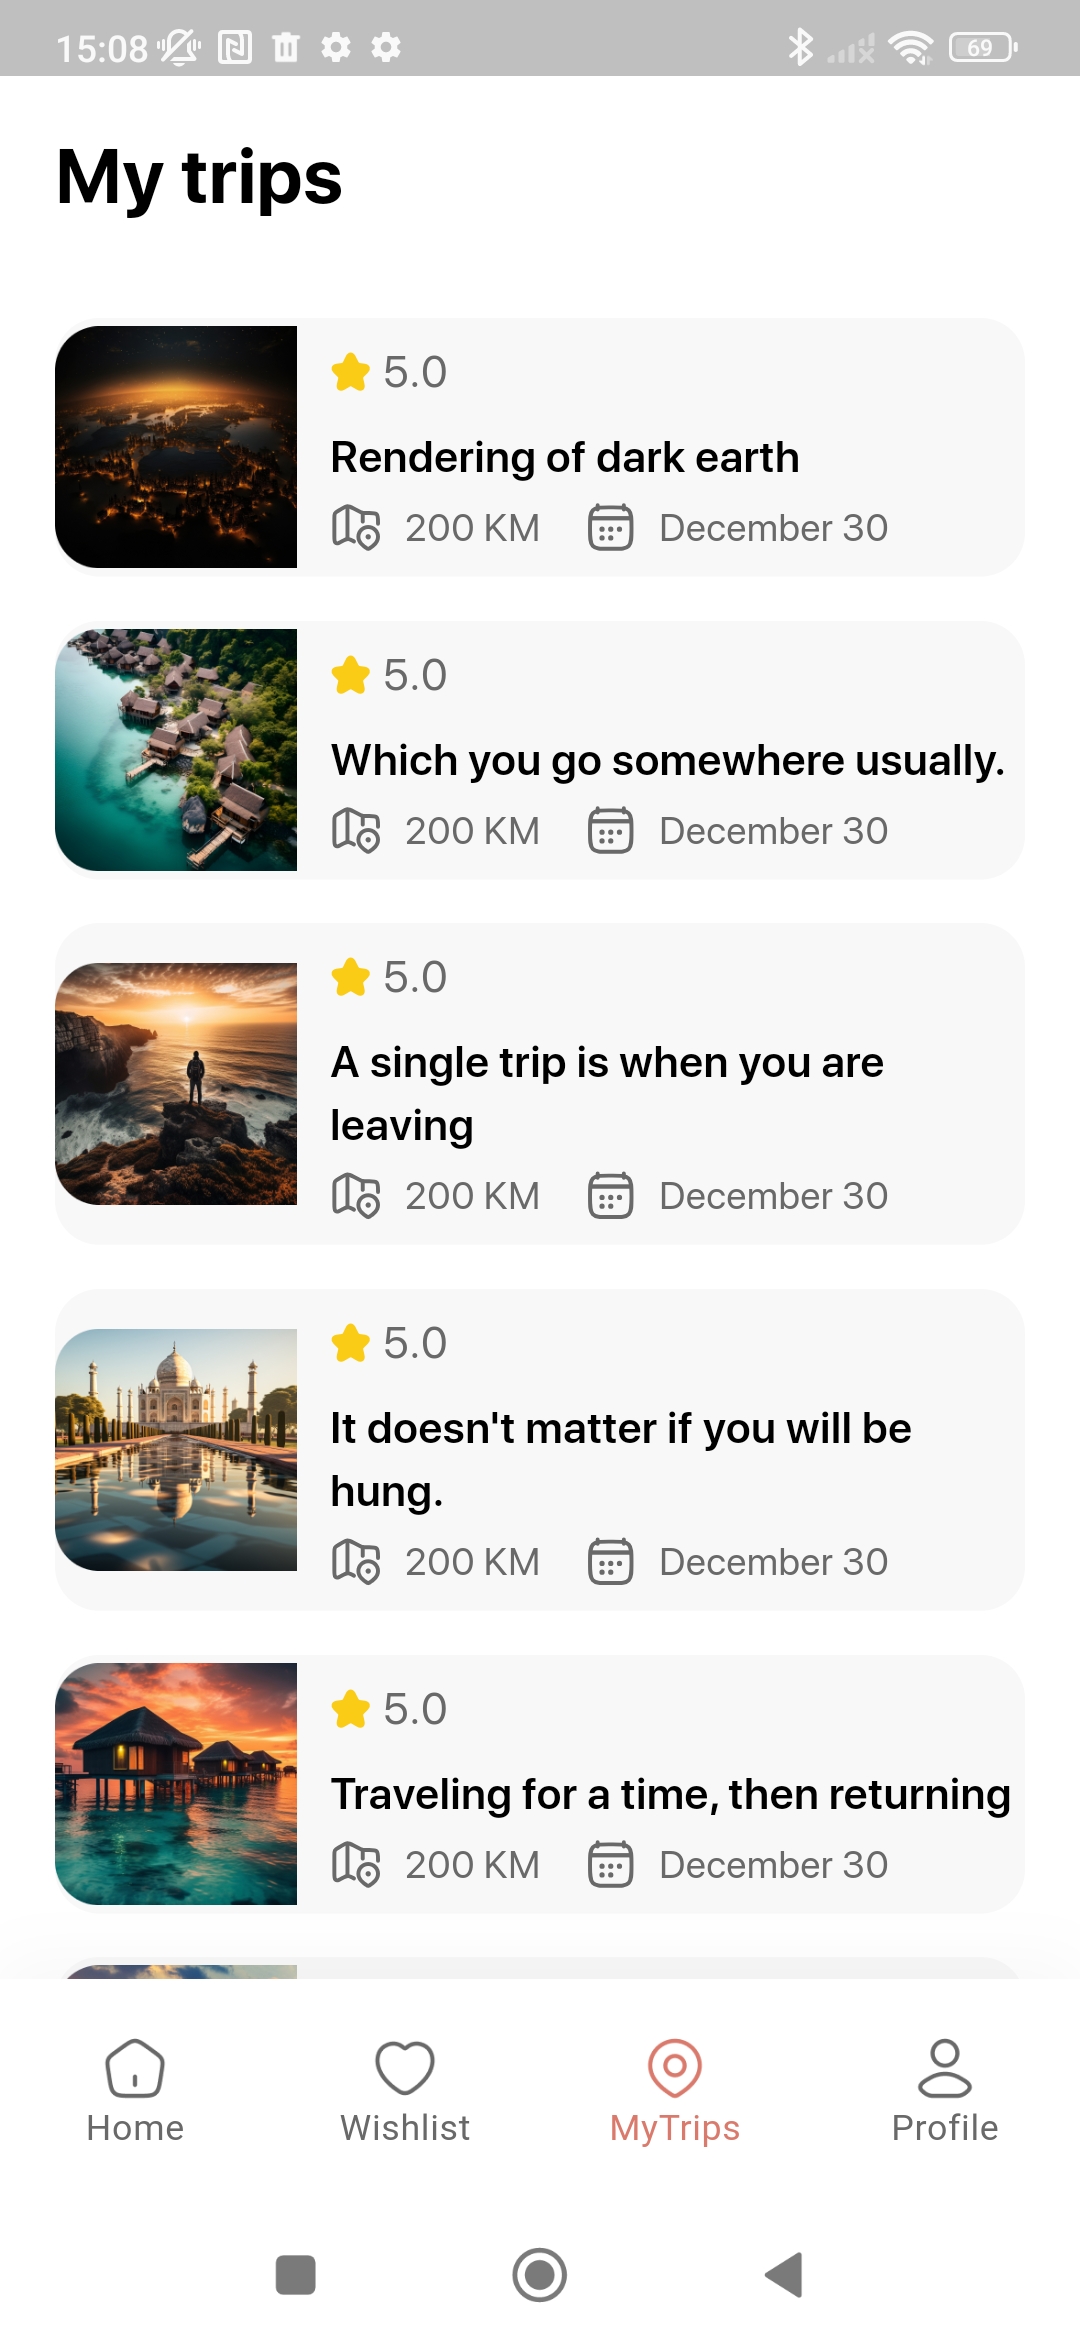 15:08
69
My trips
5.0
Rendering of dark earth
200 KM December 30
5.0
Which you go somewhere usually.
200 KM December 30
5.0
A single trip is when you are
leaving
200 KM December 30
5.0
It doesn't matter if you will be
hung.
200 KM December 30
5.0
Traveling for a time, then returning
200 KM December 30
Home Wishlist MyTrips Profile